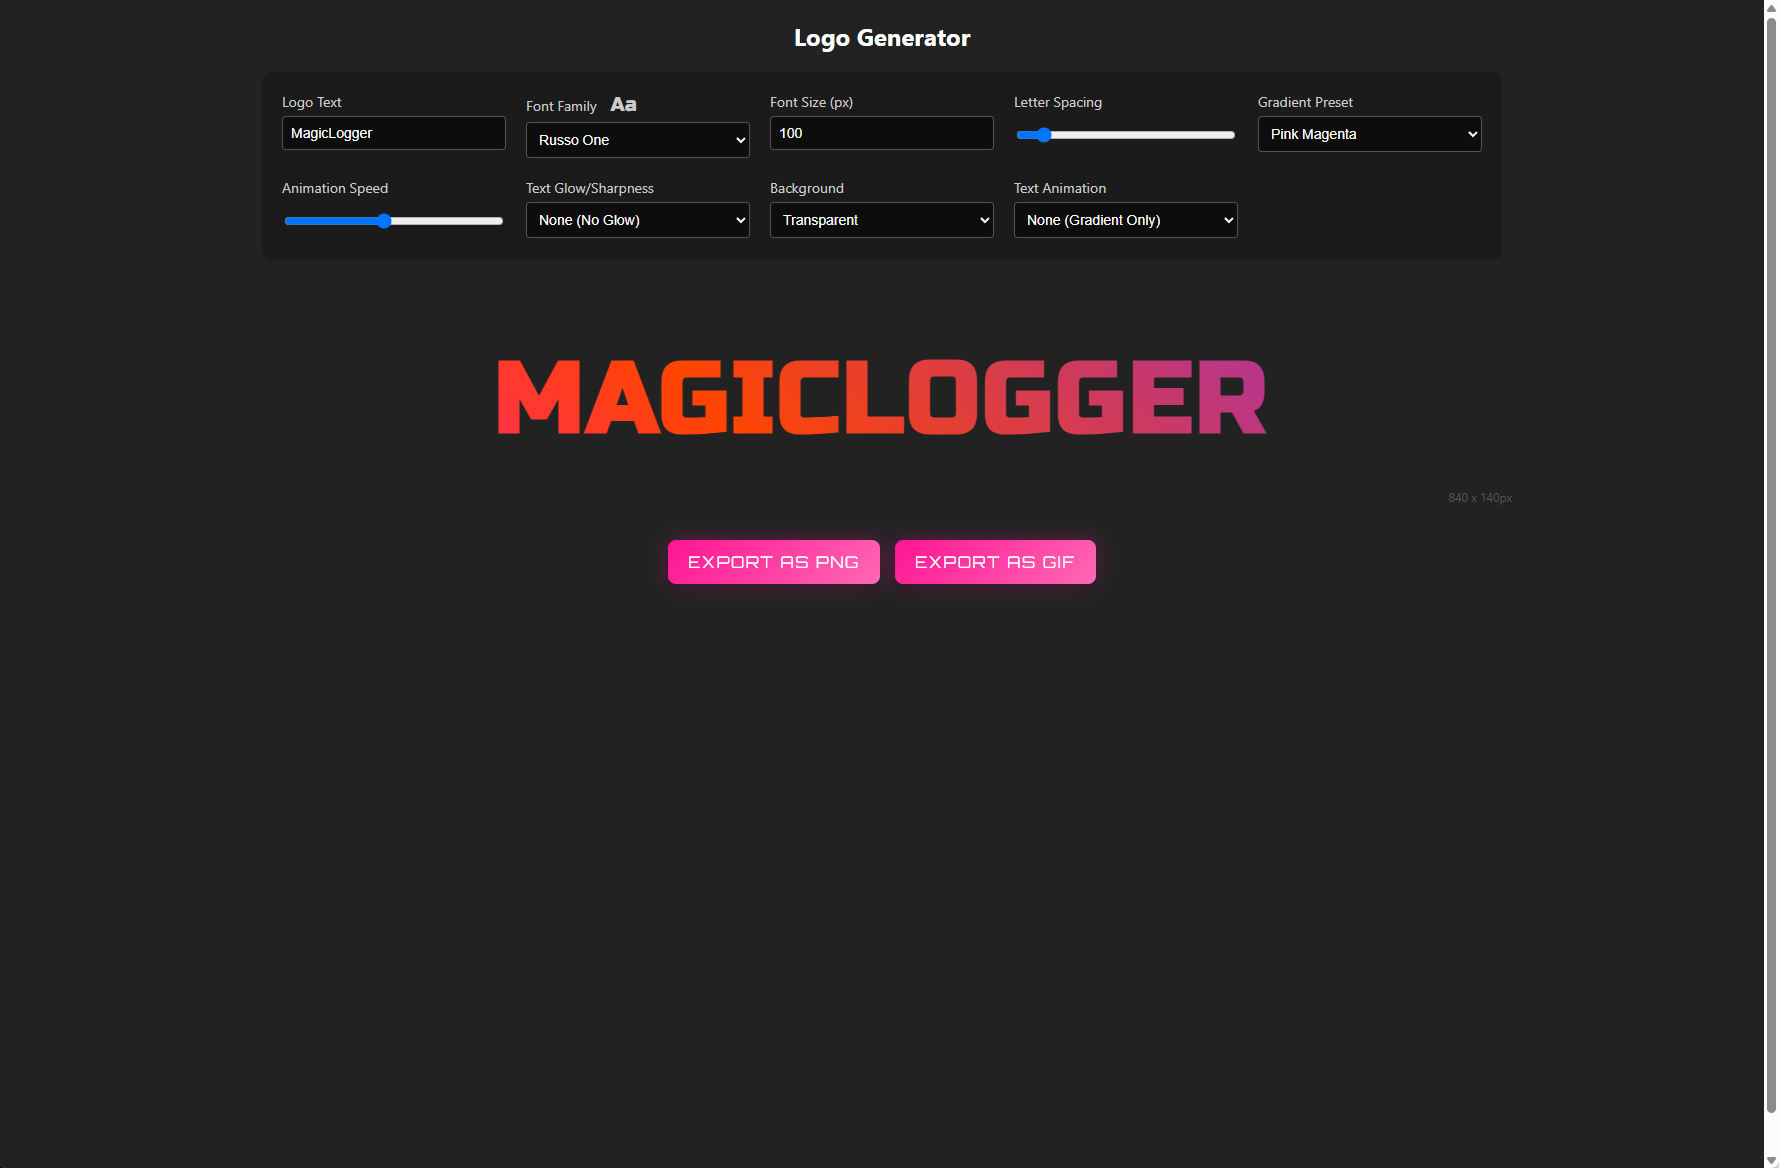 Logo Generator
Logo Text
MagicLogger
Font Family Aa
Russo One
Font Size (px)
100
Letter Spacing
Gradient Preset
Pink Magenta
Animation Speed
Text Glow/Sharpness
None (No Glow)
Background
Transparent
Text Animation
None (Gradient Only)
MAGICLOGGER
840 x 140px
EXPORT AS PNG
EXPORT AS GIF